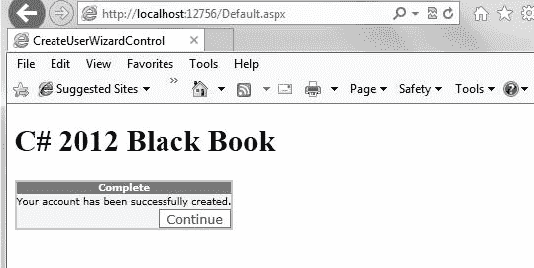 http://localhost:12756/Default.aspx
CreateUserWizardControl
File Edit View Favorites Tools Help
Suggested Sites Page Safety Tools
C# 2012 Black Book
Complete
Your account has been successfully created.
Continue